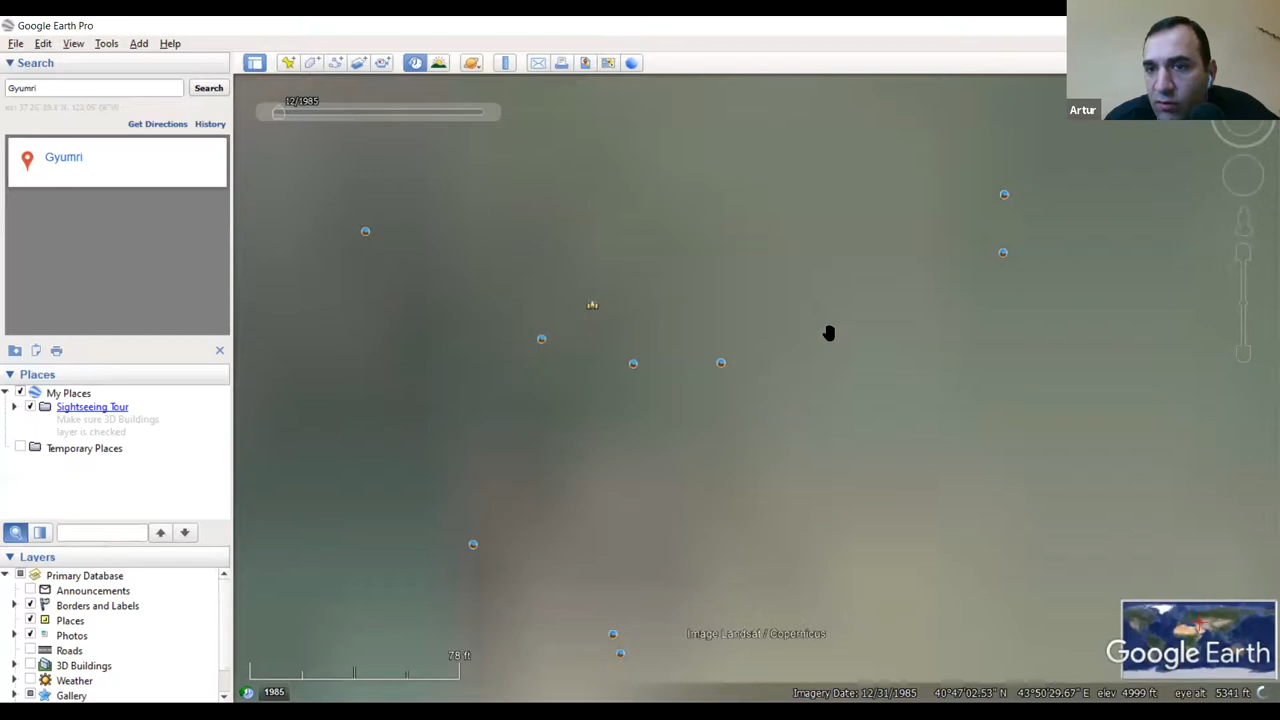 Google Earth Pro
File Edit View Tools Add Help
Search
Gyumri
Search
Get Directions History
Gyumri
Places
My Places
Sightseeing Tour
Make sure 3D Buildings
layer is checked
Temporary Places
Layers
Primary Database
Announcements
Borders and Labels
Places
Photos
Roads
3D Buildings
Weather
Gallery
12/1985
Artur
Image Landsat / Copernicus
78 ft
1985
Google Earth
Imagery Date: 12/31/1985 40°47'02.53" N 43°50'29.67" E elev 4999 ft eye alt 5341 ft